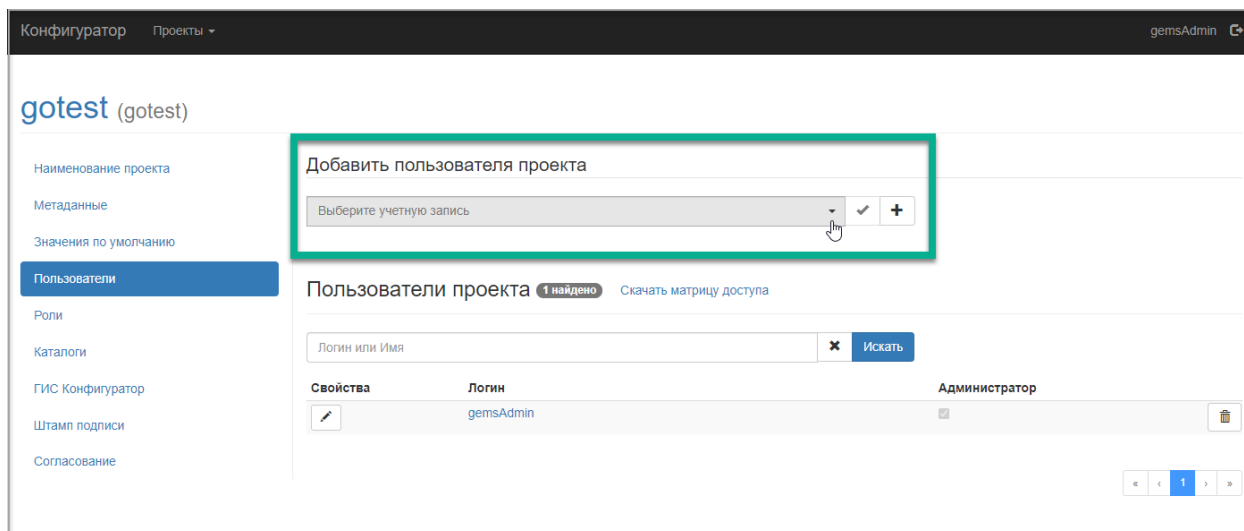 Конфигуратор Проекты gemsAdmin
gotest (gotest)
Наименование проекта
Метаданные
Значения по умолчанию
Пользователи
Роли
Каталоги
ГИС Конфигуратор
Штамп подписи
Согласование
Добавить пользователя проекта
Выберите учетную запись
Пользователи проекта 1 найдено Скачать матрицу доступа
Логин или Имя Искать
Свойства Логин Администратор
gemsAdmin
« ‹ 1 › »